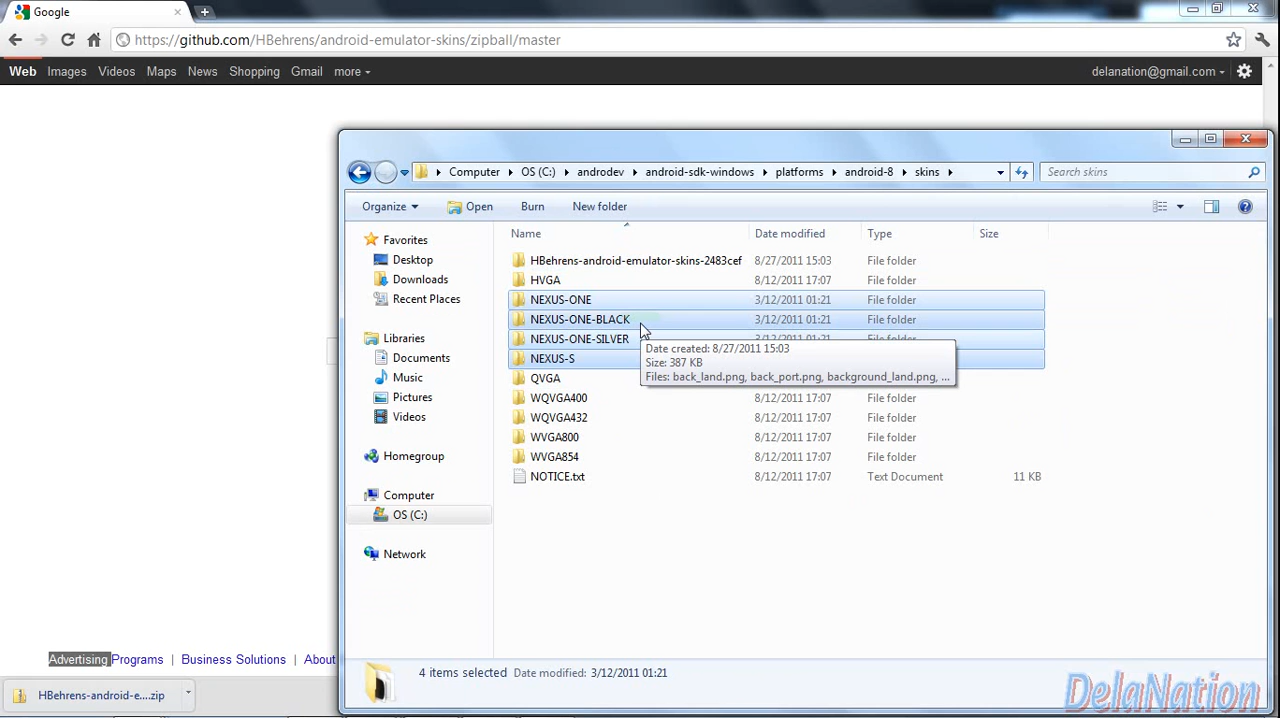 Google
https://github.com/HBehrens/android-emulator-skins/zipball/master
Web Images Videos Maps News Shopping Gmail more delanation@gmail.com
Computer OS (C:) androdev android-sdk-windows platforms android-8 skins Search skins
Organize Open Burn New folder
Name Date modified Type Size
Favorites
Desktop
Downloads
Recent Places
Libraries
Documents
Music
Pictures
Videos
Homegroup
Computer
OS (C:)
Network
HBehrens-android-emulator-skins-2483cef 8/27/2011 15:03 File folder
HVGA 8/12/2011 17:07 File folder
NEXUS-ONE 3/12/2011 01:21 File folder
NEXUS-ONE-BLACK 3/12/2011 01:21 File folder
NEXUS-ONE-SILVER 3/12/2011 01:21 File folder
NEXUS-S
Date created: 8/27/2011 15:03
Size: 387 KB
Files: back_land.png, back_port.png, background_land.png, ...
QVGA
WQVGA400 8/12/2011 17:07 File folder
WQVGA432 8/12/2011 17:07 File folder
WVGA800 8/12/2011 17:07 File folder
WVGA854 8/12/2011 17:07 File folder
NOTICE.txt 8/12/2011 17:07 Text Document 11 KB
Advertising Programs | Business Solutions | About
4 items selected Date modified: 3/12/2011 01:21
HBehrens-android-e....zip
DelaNation